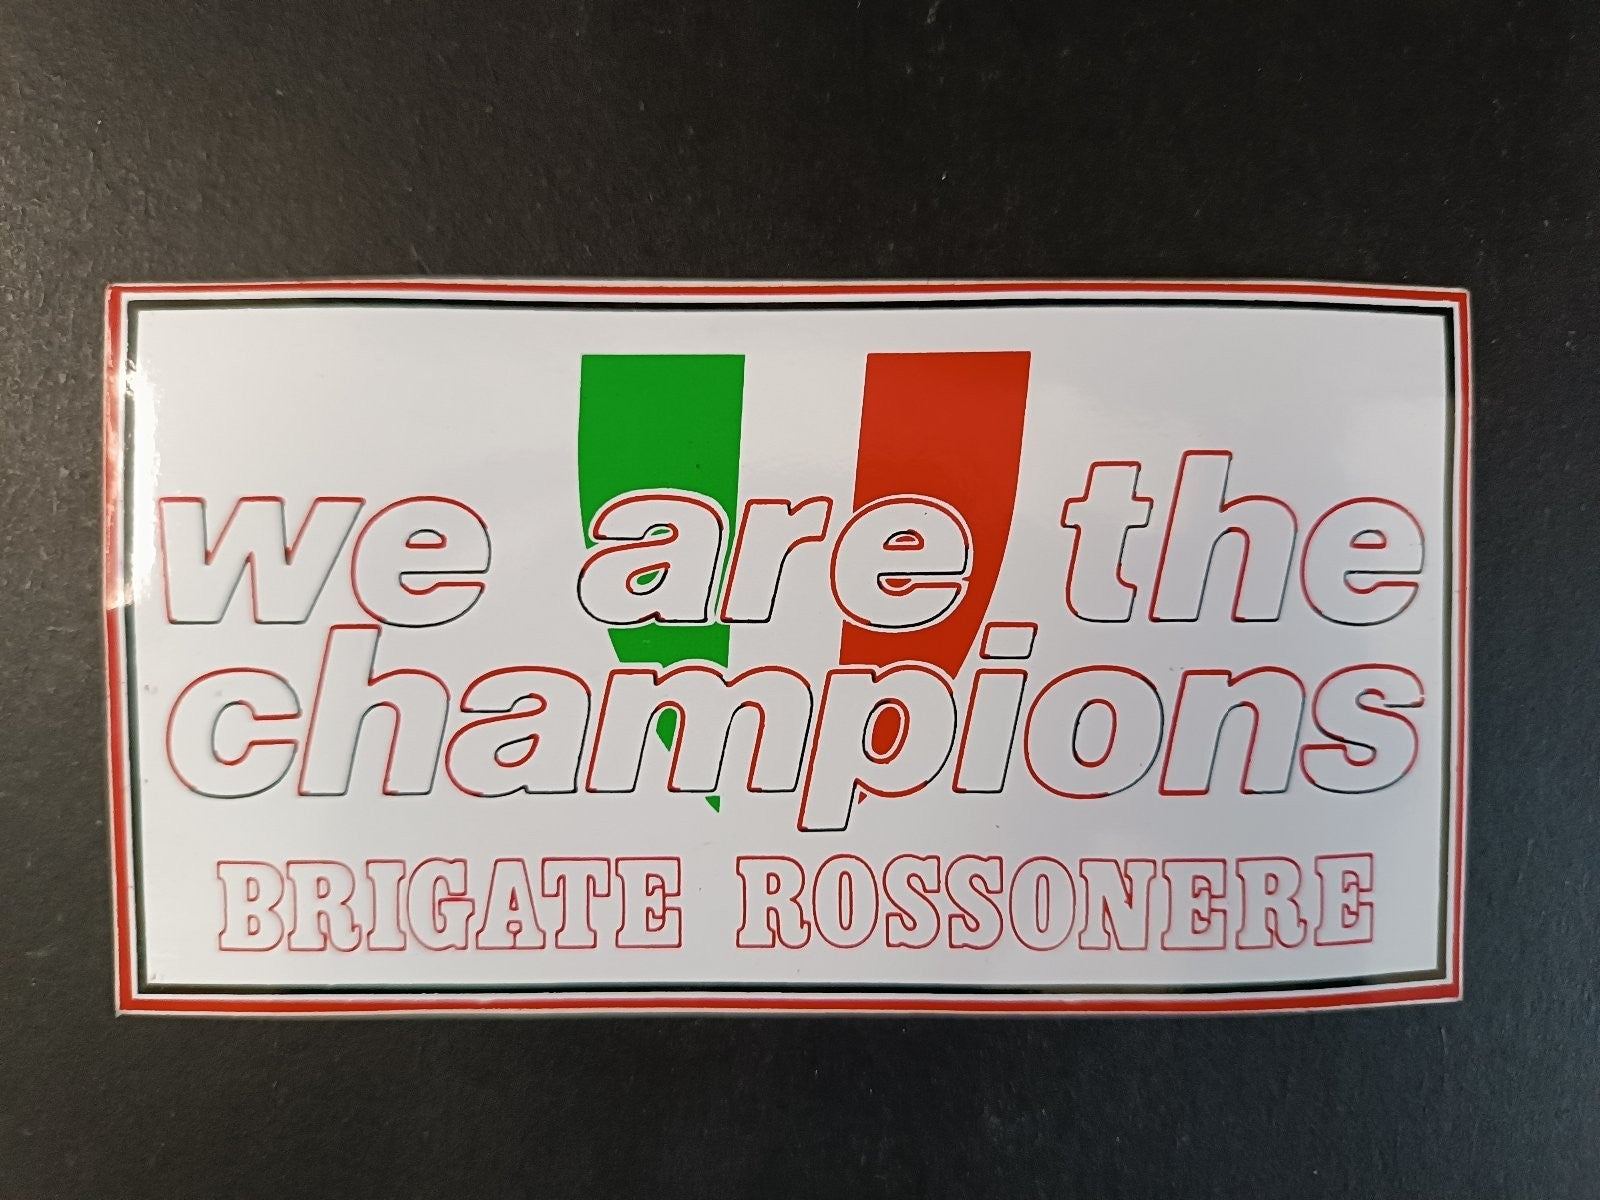 we are the
champions
BRIGATE ROSSONERE